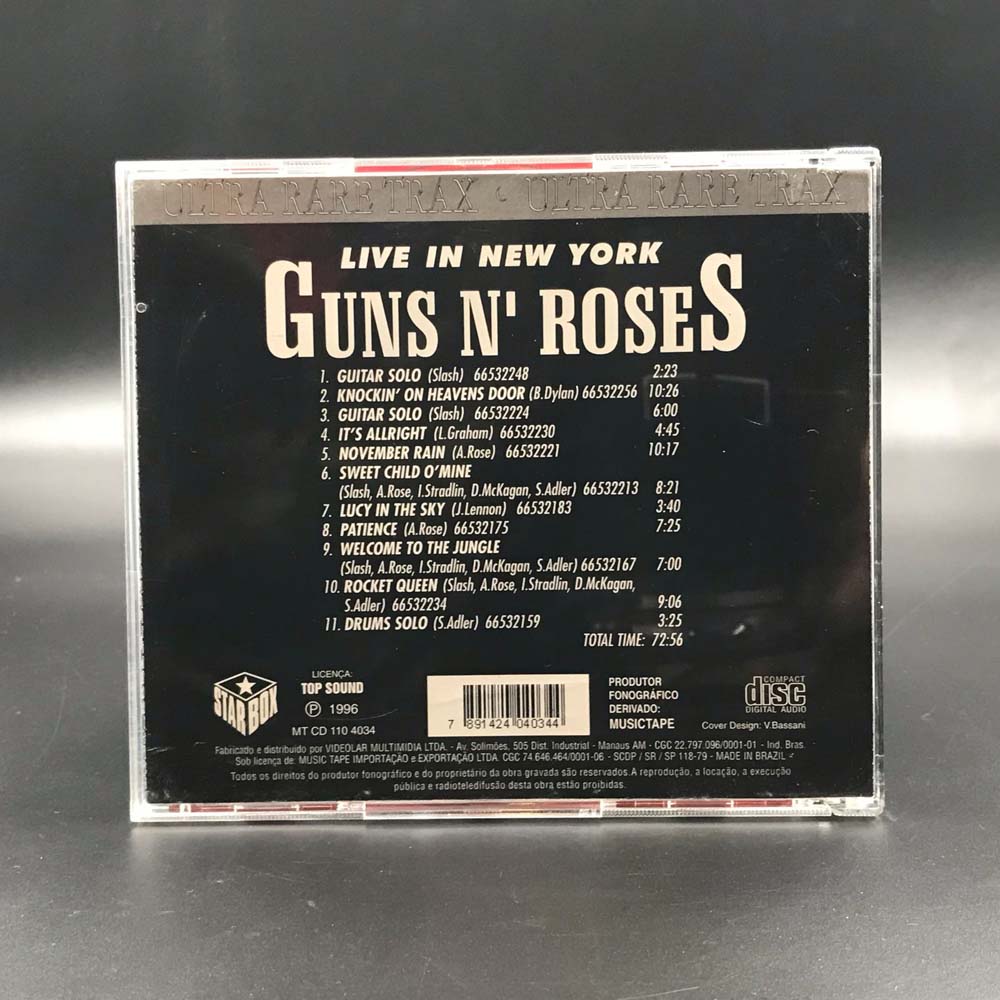 ULTRA RARE TRAX · ULTRA RARE TRAX
LIVE IN NEW YORK
GUNS N' ROSES
1. GUITAR SOLO (Slash) 66532248 2:23
2. KNOCKIN' ON HEAVENS DOOR (B.Dylan) 66532256 10:26
3. GUITAR SOLO (Slash) 66532224 6:00
4. IT'S ALLRIGHT (L.Graham) 66532230 4:45
5. NOVEMBER RAIN (A.Rose) 66532221 10:17
6. SWEET CHILD O'MINE
(Slash, A.Rose, I.Stradlin, D.McKagan, S.Adler) 66532213 8:21
7. LUCY IN THE SKY (J.Lennon) 66532183 3:40
8. PATIENCE (A.Rose) 66532175 7:25
9. WELCOME TO THE JUNGLE
(Slash, A.Rose, I.Stradlin, D.McKagan, S.Adler) 66532167 7:00
10. ROCKET QUEEN (Slash, A.Rose, I.Stradlin, D.McKagan,
S.Adler) 66532234 9:06
11. DRUMS SOLO (S.Adler) 66532159 3:25
TOTAL TIME: 72:56
STAR BOX
LICENÇA:
TOP SOUND
℗ 1996
MT CD 110 4034
7 891424 040344
PRODUTOR
FONOGRÁFICO
DERIVADO:
MUSICTAPE
COMPACT
disc
DIGITAL AUDIO
Cover Design: V.Bassani
Fabricado e distribuido por VIDEOLAR MULTIMIDIA LTDA. - Av. Solimões, 505 Dist. Industrial - Manaus AM - CGC 22.797.096/0001-01 - Ind. Bras.
Sob licença de: MUSIC TAPE IMPORTAÇÃO e EXPORTAÇÃO LTDA. CGC 74.646.464/0001-06 - SCDP / SR / SP 118-79 - MADE IN BRAZIL -
Todos os direitos do produtor fonográfico e do proprietário da obra gravada são reservados. A reprodução, a locação, a execução
pública e radioteledifusão desta obra estão proibidas.